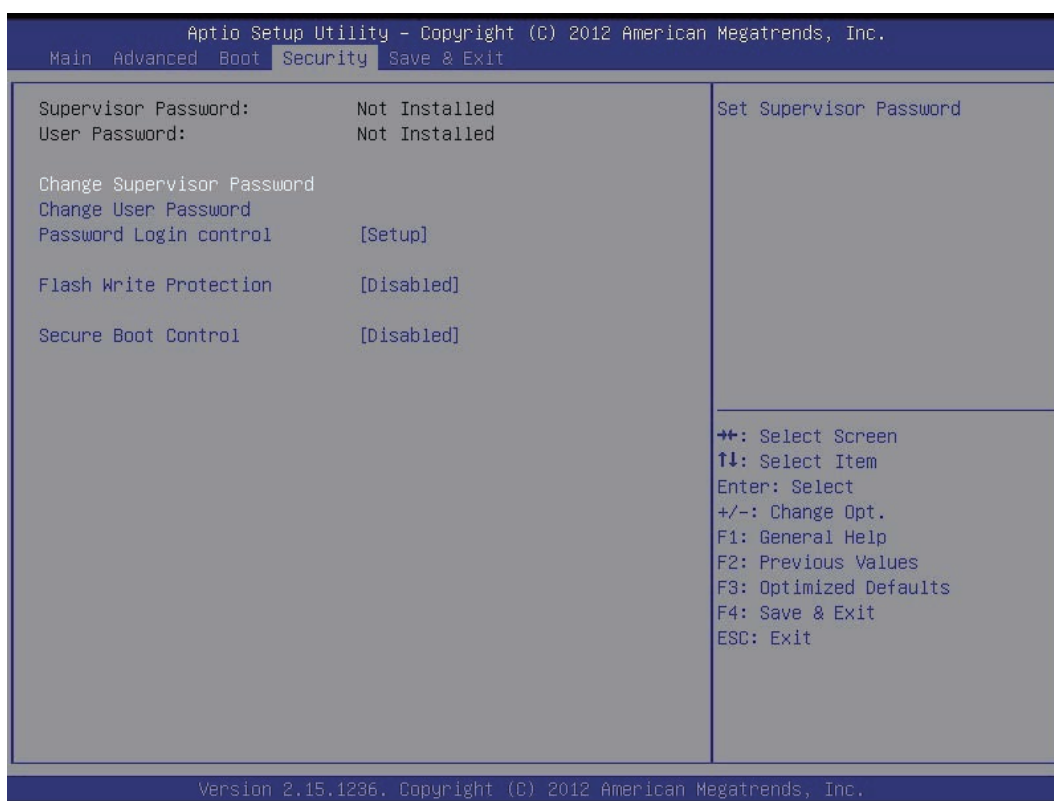 Aptio Setup Utility – Copyright (C) 2012 American Megatrends, Inc.
Main Advanced Boot Security Save & Exit
Supervisor Password: Not Installed
User Password: Not Installed
Change Supervisor Password
Change User Password
Password Login control [Setup]
Flash Write Protection [Disabled]
Secure Boot Control [Disabled]
Set Supervisor Password
→←: Select Screen
↑↓: Select Item
Enter: Select
+/-: Change Opt.
F1: General Help
F2: Previous Values
F3: Optimized Defaults
F4: Save & Exit
ESC: Exit
Version 2.15.1236. Copyright (C) 2012 American Megatrends, Inc.